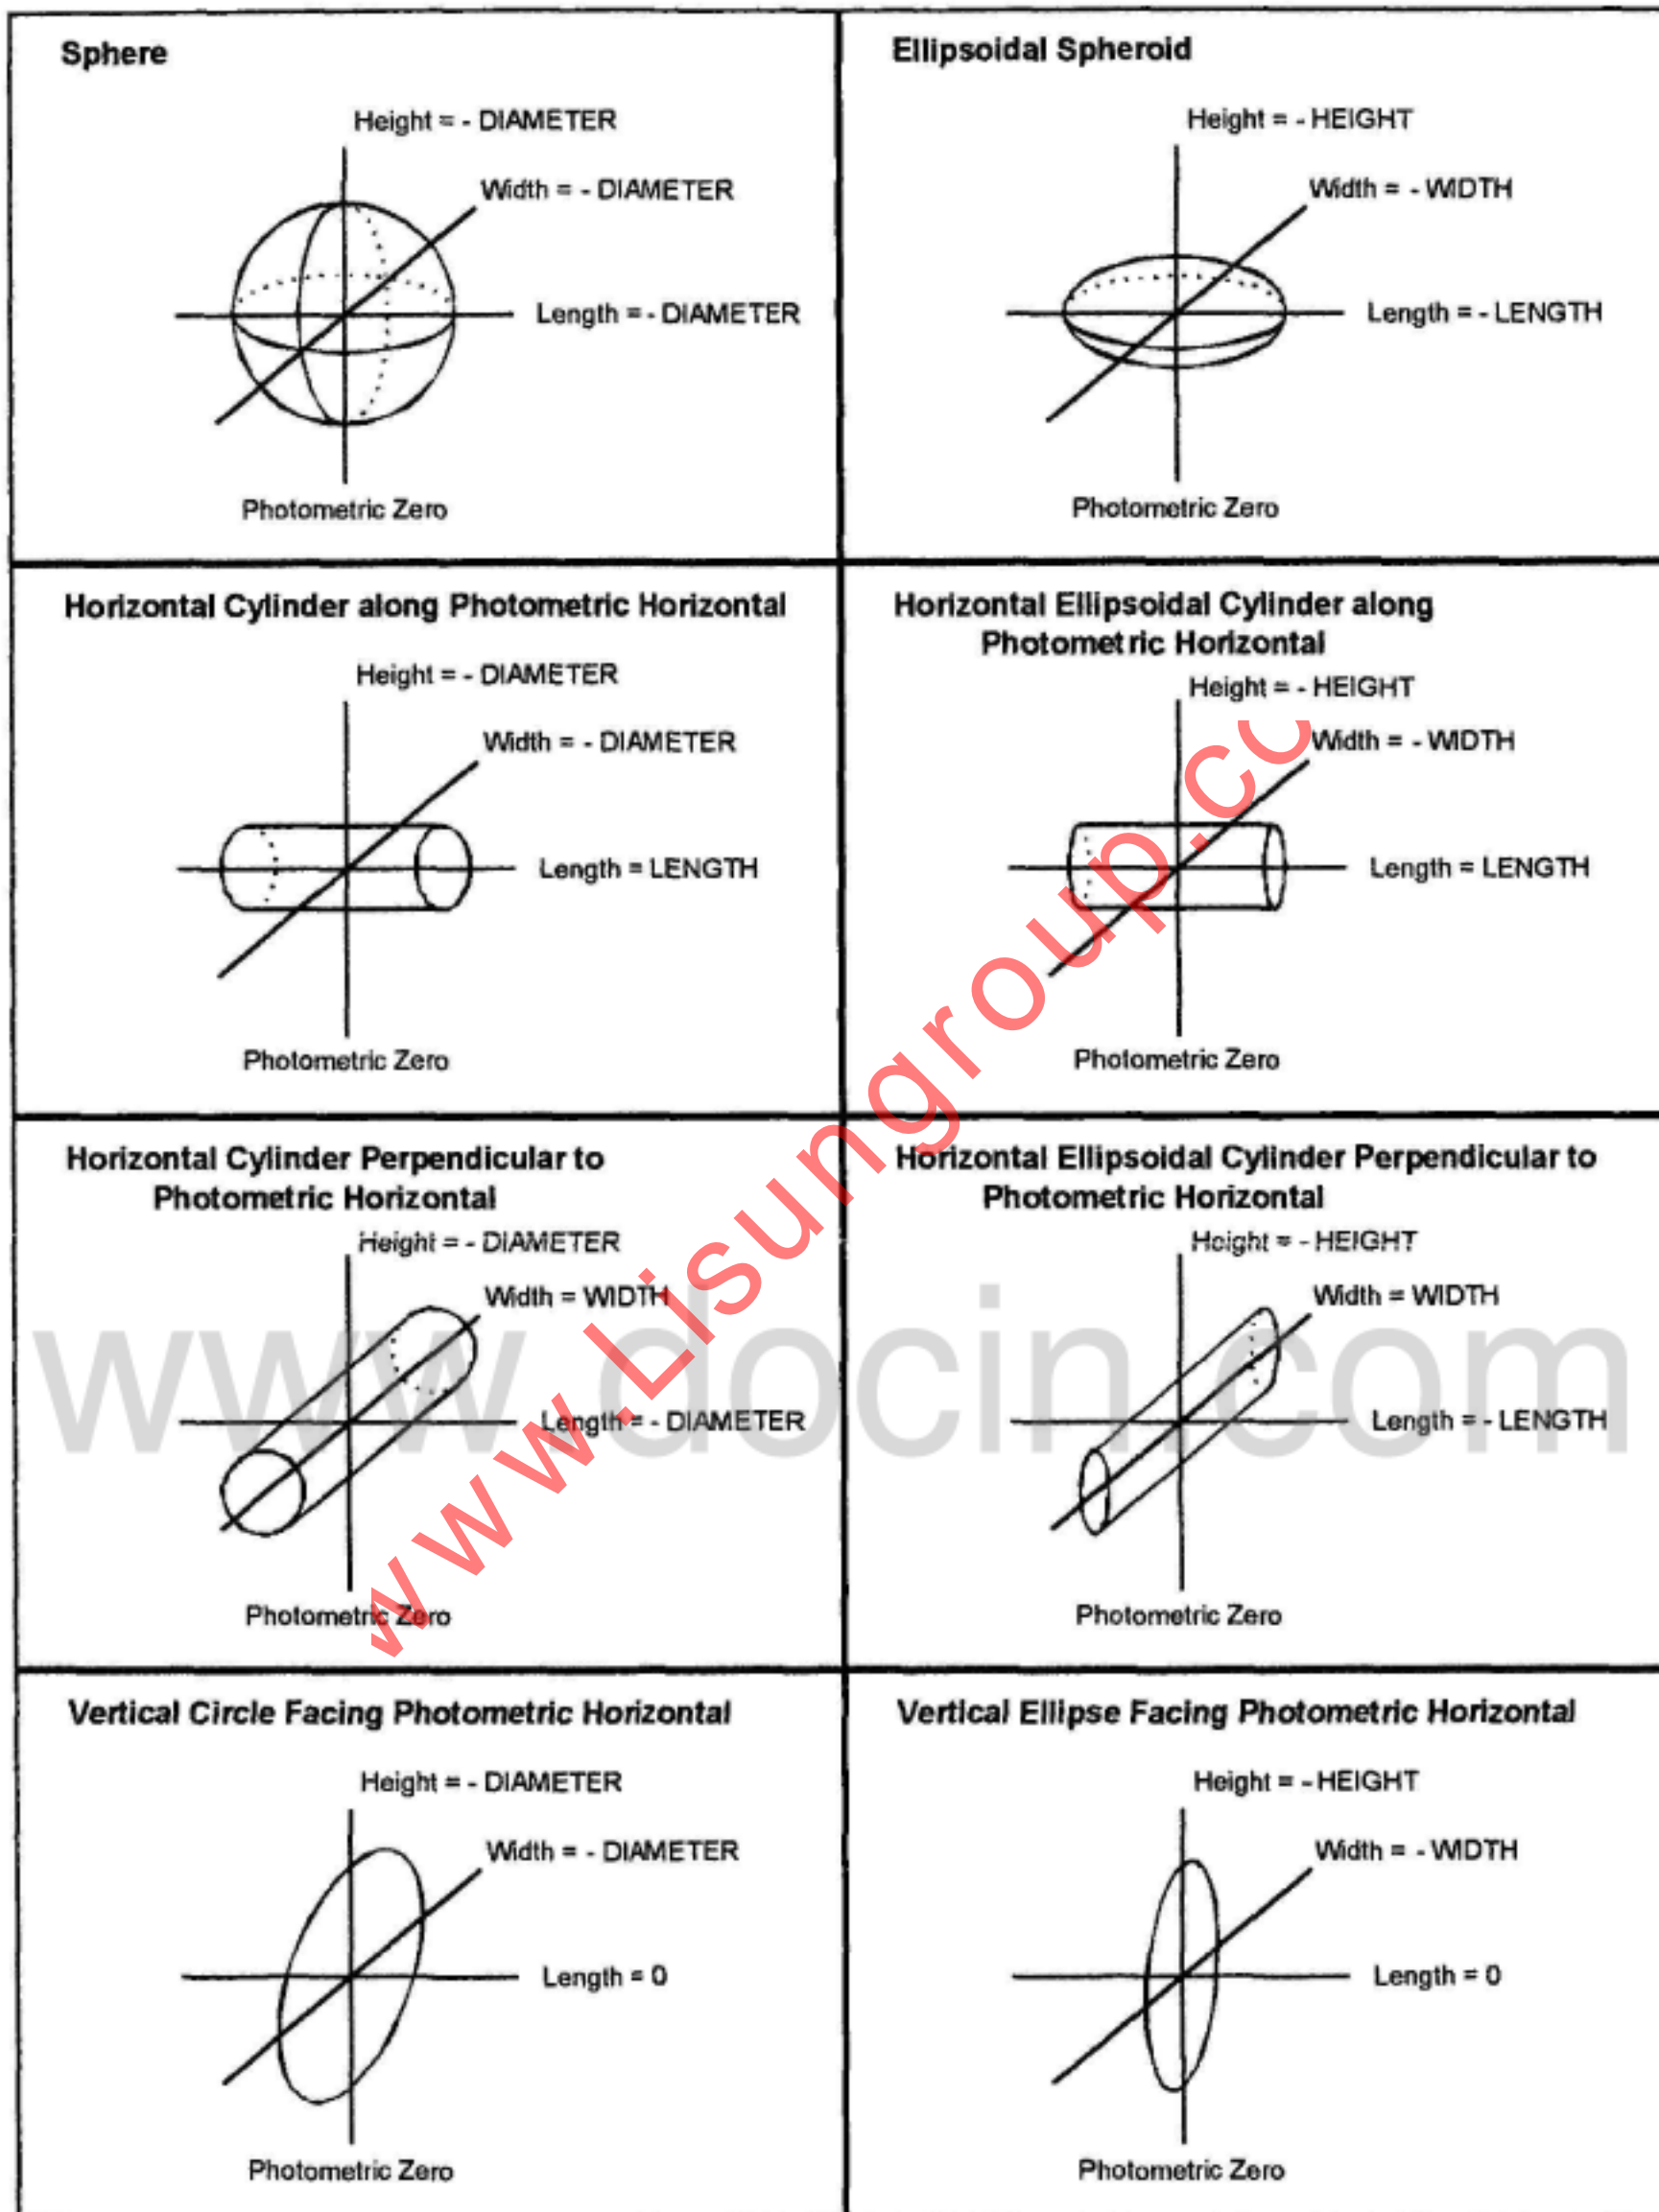 Sphere
Height = - DIAMETER
Width = - DIAMETER
Length = - DIAMETER
Photometric Zero
Ellipsoidal Spheroid
Height = - HEIGHT
Width = - WIDTH
Length = - LENGTH
Photometric Zero
Horizontal Cylinder along Photometric Horizontal
Height = - DIAMETER
Width = - DIAMETER
Length = LENGTH
Photometric Zero
Horizontal Ellipsoidal Cylinder along
Photometric Horizontal
Height = - HEIGHT
Width = - WIDTH
Length = LENGTH
Photometric Zero
Horizontal Cylinder Perpendicular to
Photometric Horizontal
Height = - DIAMETER
Width = WIDTH
Length = - DIAMETER
Photometric Zero
Horizontal Ellipsoidal Cylinder Perpendicular to
Photometric Horizontal
Height = - HEIGHT
Width = WIDTH
Length = - LENGTH
Photometric Zero
Vertical Circle Facing Photometric Horizontal
Height = - DIAMETER
Width = - DIAMETER
Length = 0
Photometric Zero
Vertical Ellipse Facing Photometric Horizontal
Height = - HEIGHT
Width = - WIDTH
Length = 0
Photometric Zero
www.docin.com
www.Lisungroup.co